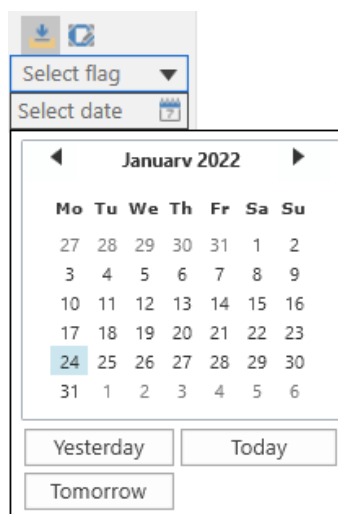 Select flag
Select date 7
January 2022
Mo Tu We Th Fr Sa Su
27 28 29 30 31 1 2
3 4 5 6 7 8 9
10 11 12 13 14 15 16
17 18 19 20 21 22 23
24 25 26 27 28 29 30
31 1 2 3 4 5 6
Yesterday Today
Tomorrow